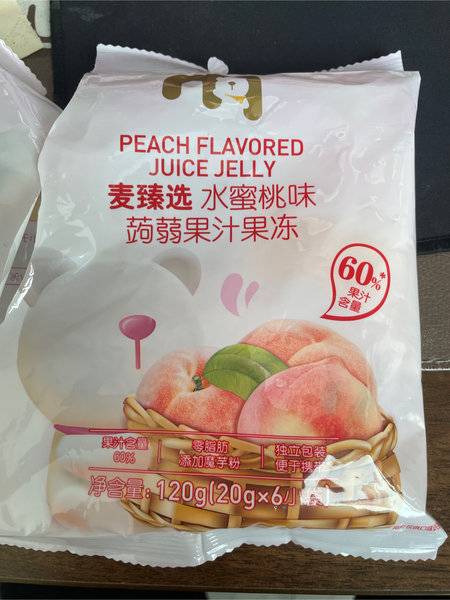 PEACH FLAVORED
JUICE JELLY
麦臻选 水蜜桃味
蒟蒻果汁果冻
60%*
果汁
含量
果汁含量
60%
零脂肪
添加魔芋粉
独立包装
便于携带
净含量: 120g(20g×6小